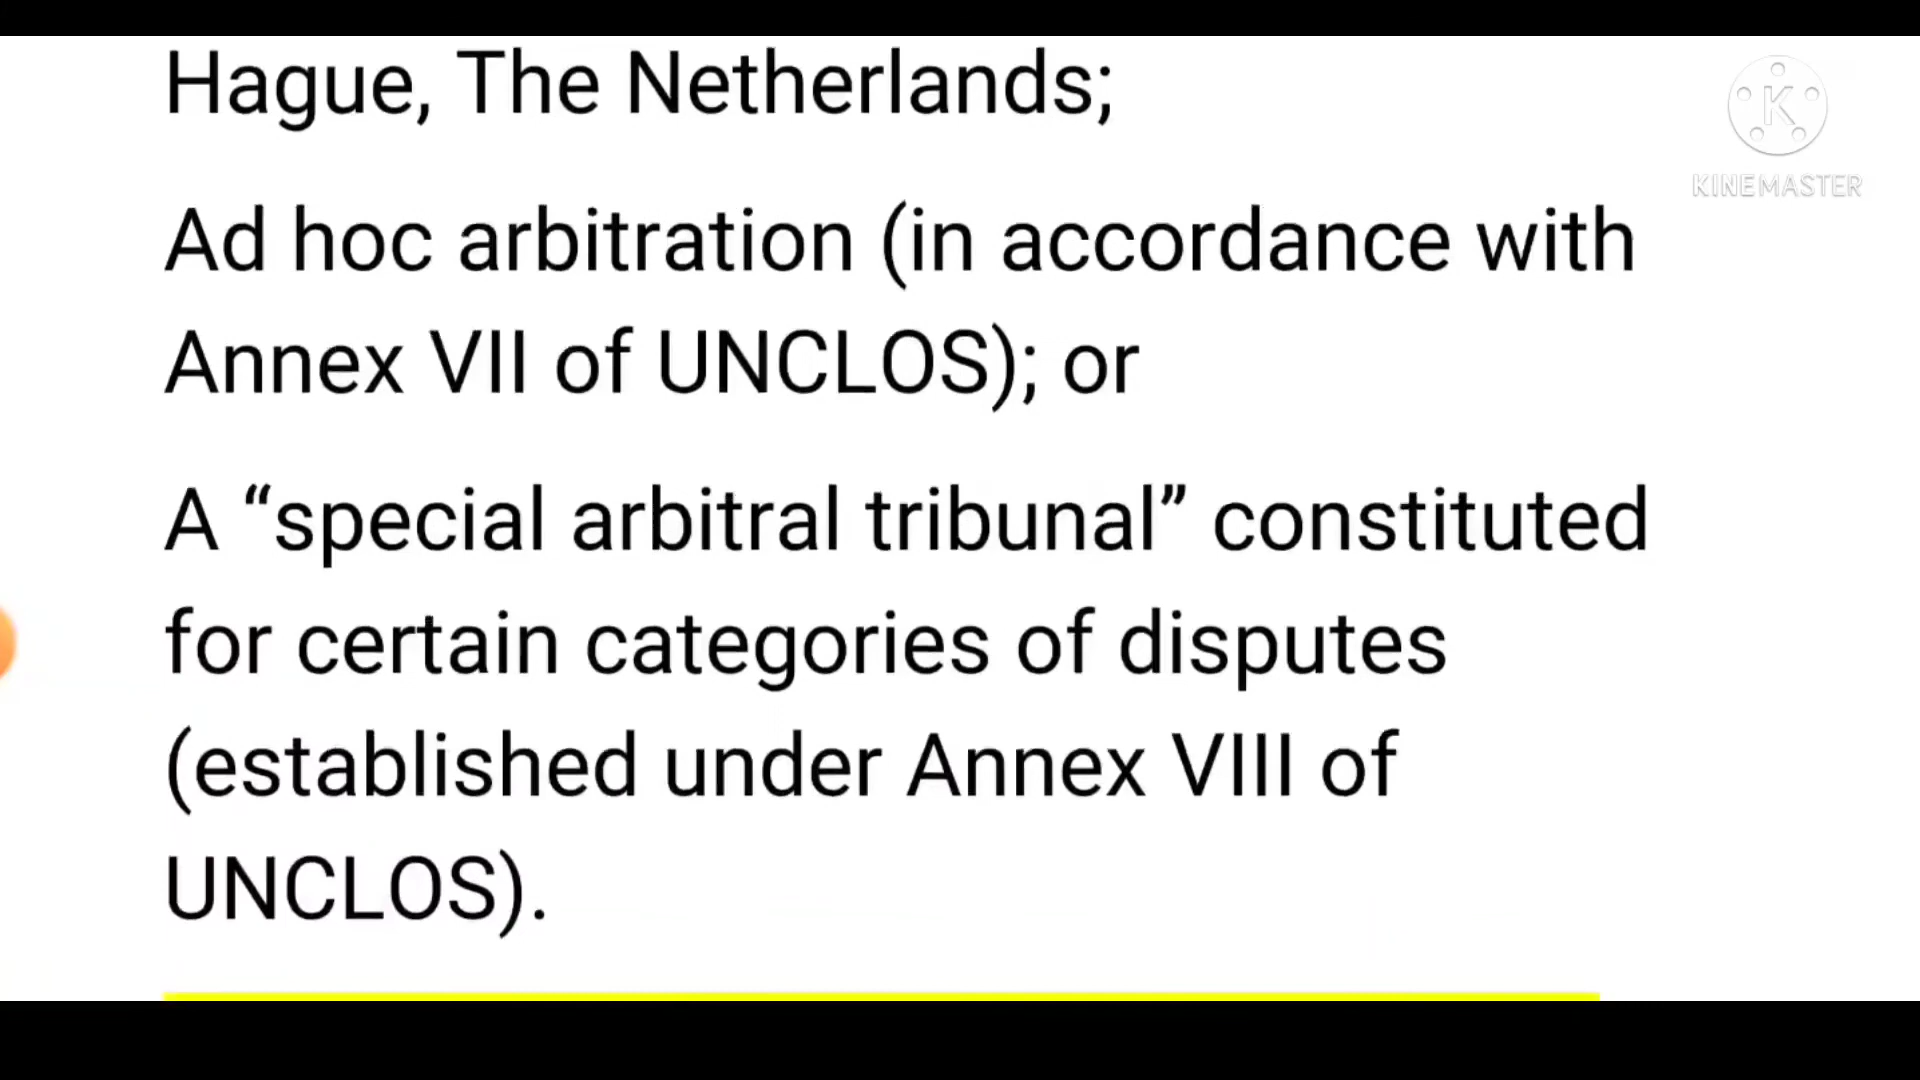 Hague, The Netherlands;
K
KINEMASTER
Ad hoc arbitration (in accordance with
Annex VII of UNCLOS); or
A “special arbitral tribunal” constituted
for certain categories of disputes
(established under Annex VIII of
UNCLOS).